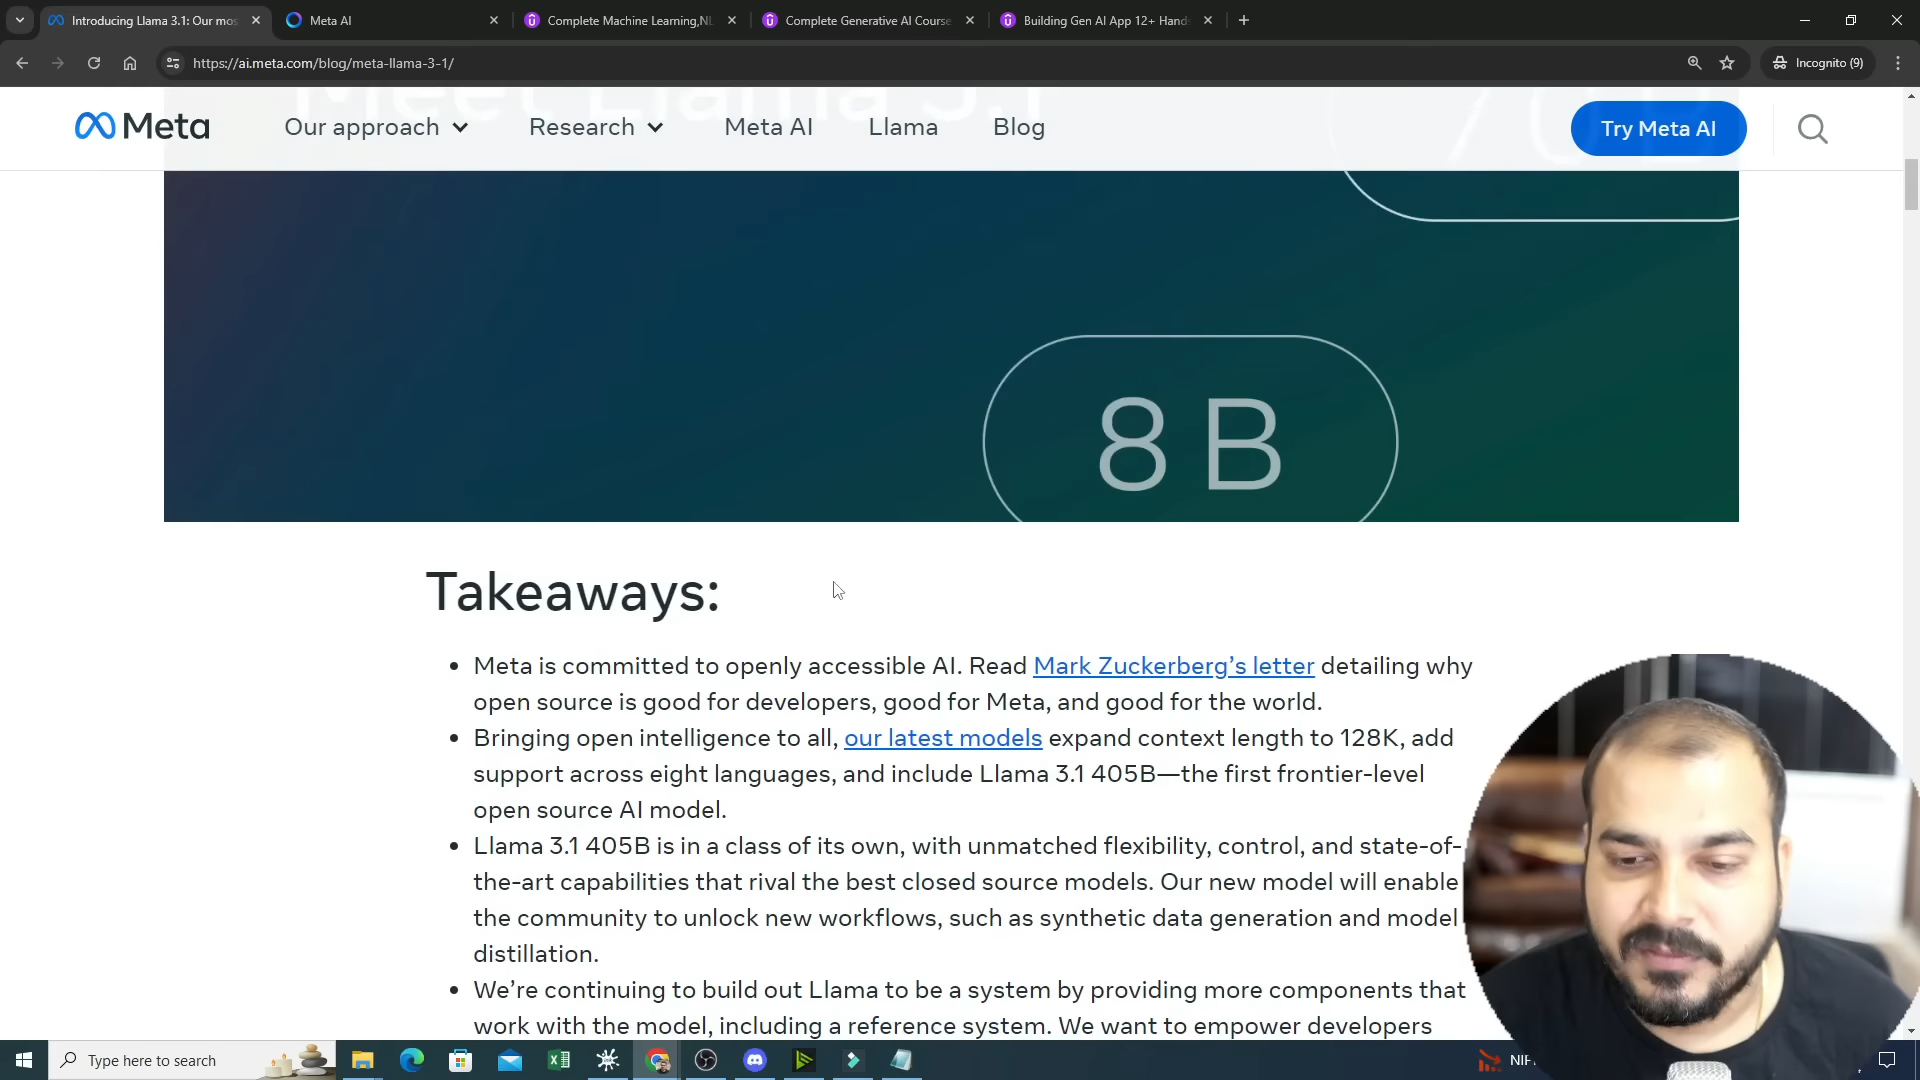 Introducing Llama 3.1: Our mos
Meta AI
Complete Machine Learning,NL
Complete Generative AI Course
Building Gen AI App 12+ Hands
https://ai.meta.com/blog/meta-llama-3-1/
Incognito (9)
Meet Llama 3.1
Meta
Our approach
Research
Meta AI
Llama
Blog
Try Meta AI
8 B
Takeaways:
• Meta is committed to openly accessible AI. Read Mark Zuckerberg’s letter detailing why
open source is good for developers, good for Meta, and good for the world.
• Bringing open intelligence to all, our latest models expand context length to 128K, add
support across eight languages, and include Llama 3.1 405B—the first frontier-level
open source AI model.
• Llama 3.1 405B is in a class of its own, with unmatched flexibility, control, and state-of-
the-art capabilities that rival the best closed source models. Our new model will enable
the community to unlock new workflows, such as synthetic data generation and model
distillation.
• We’re continuing to build out Llama to be a system by providing more components that
work with the model, including a reference system. We want to empower developers
Type here to search